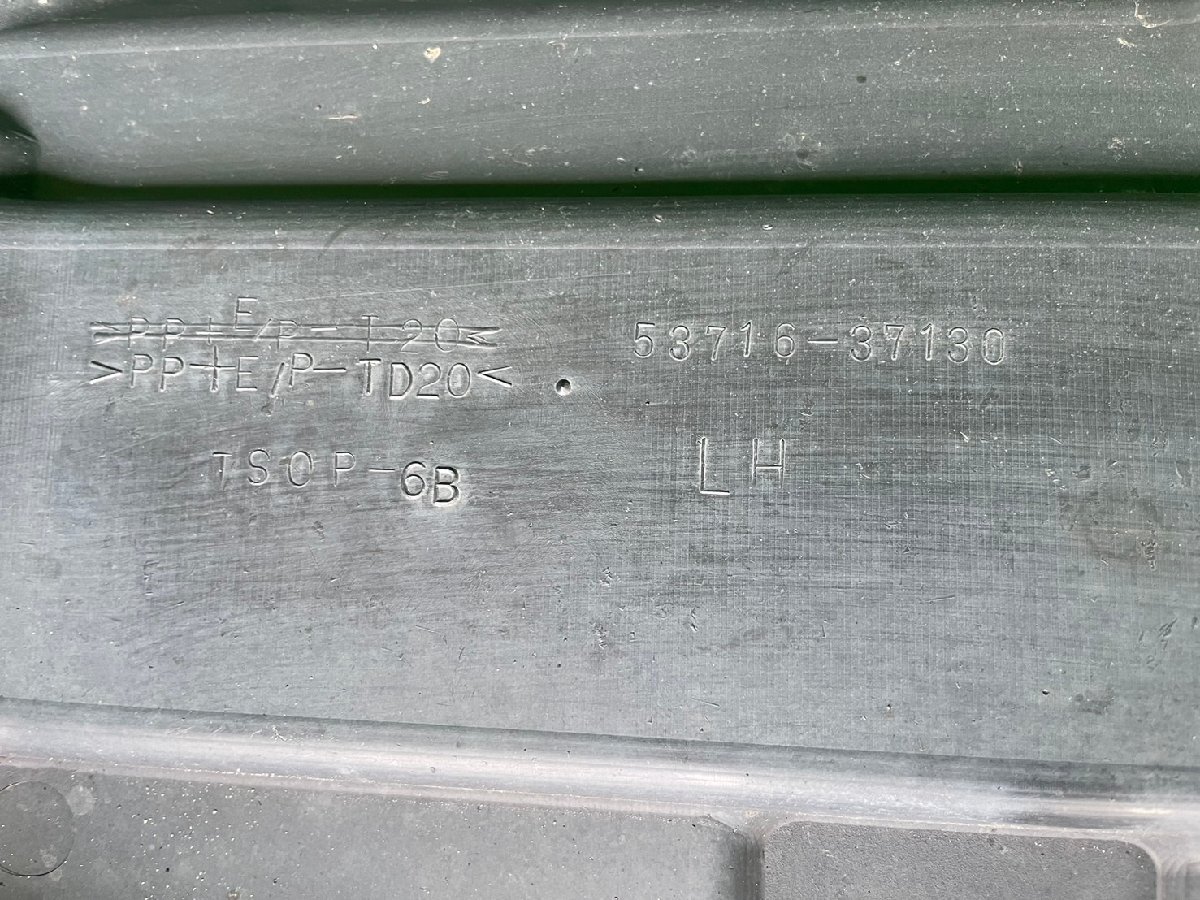 >PP+E/P-T20<
>PP+E/P-TD20<
TSOP-6B
53716-37130
LH